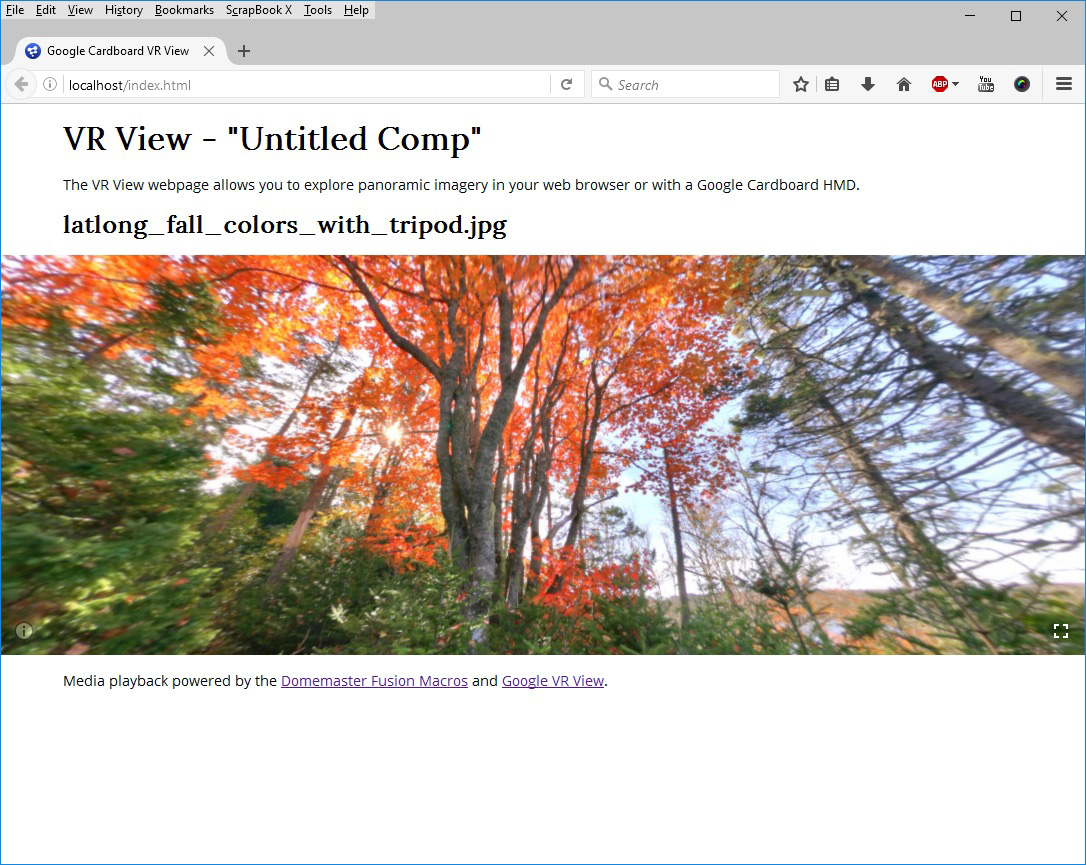 File Edit View History Bookmarks ScrapBook X Tools Help
Google Cardboard VR View
localhost/index.html
Search
ABP
You Tube
VR View - "Untitled Comp"
The VR View webpage allows you to explore panoramic imagery in your web browser or with a Google Cardboard HMD.
latlong_fall_colors_with_tripod.jpg
Media playback powered by the Domemaster Fusion Macros and Google VR View.